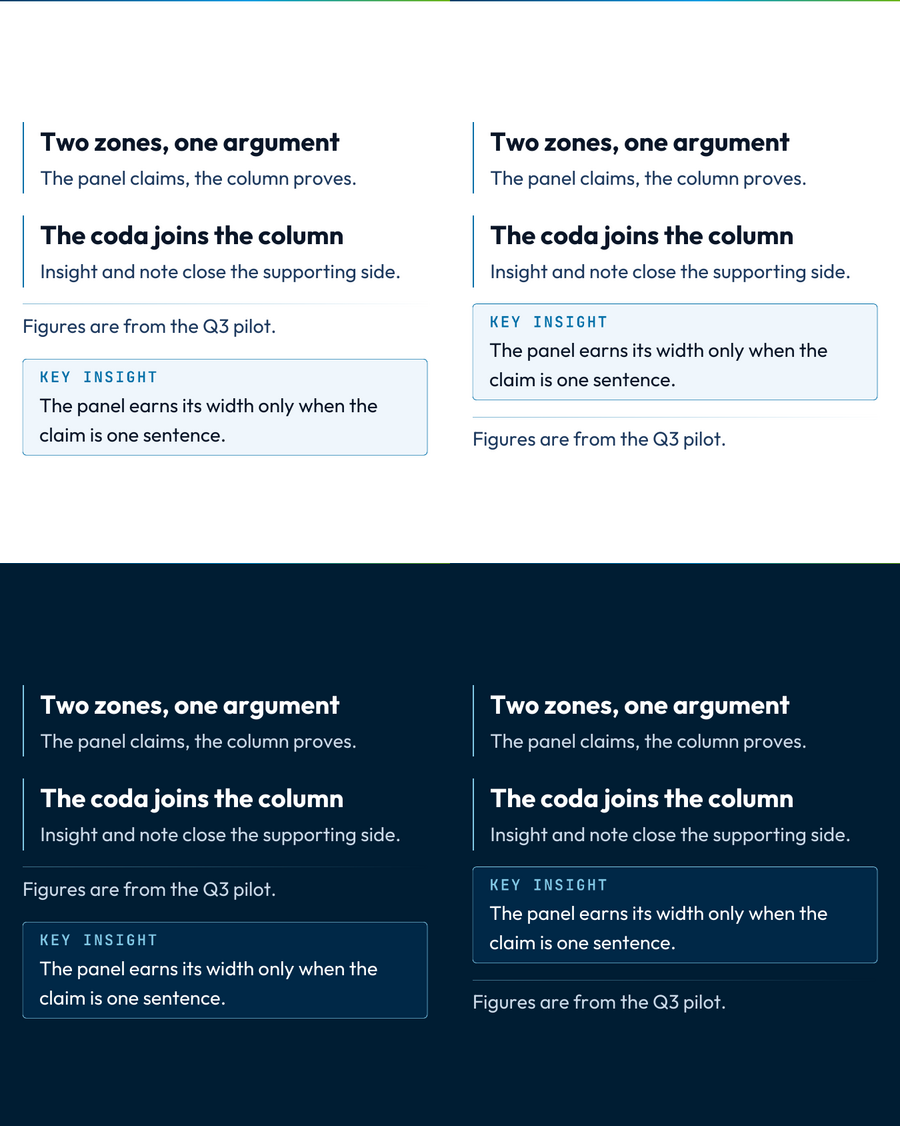 Two zones, one argument
The panel claims, the column proves.
The coda joins the column
Insight and note close the supporting side.
Figures are from the Q3 pilot.
KEY INSIGHT
The panel earns its width only when the
claim is one sentence.
Two zones, one argument
The panel claims, the column proves.
The coda joins the column
Insight and note close the supporting side.
KEY INSIGHT
The panel earns its width only when the
claim is one sentence.
Figures are from the Q3 pilot.
Two zones, one argument
The panel claims, the column proves.
The coda joins the column
Insight and note close the supporting side.
Figures are from the Q3 pilot.
KEY INSIGHT
The panel earns its width only when the
claim is one sentence.
Two zones, one argument
The panel claims, the column proves.
The coda joins the column
Insight and note close the supporting side.
KEY INSIGHT
The panel earns its width only when the
claim is one sentence.
Figures are from the Q3 pilot.